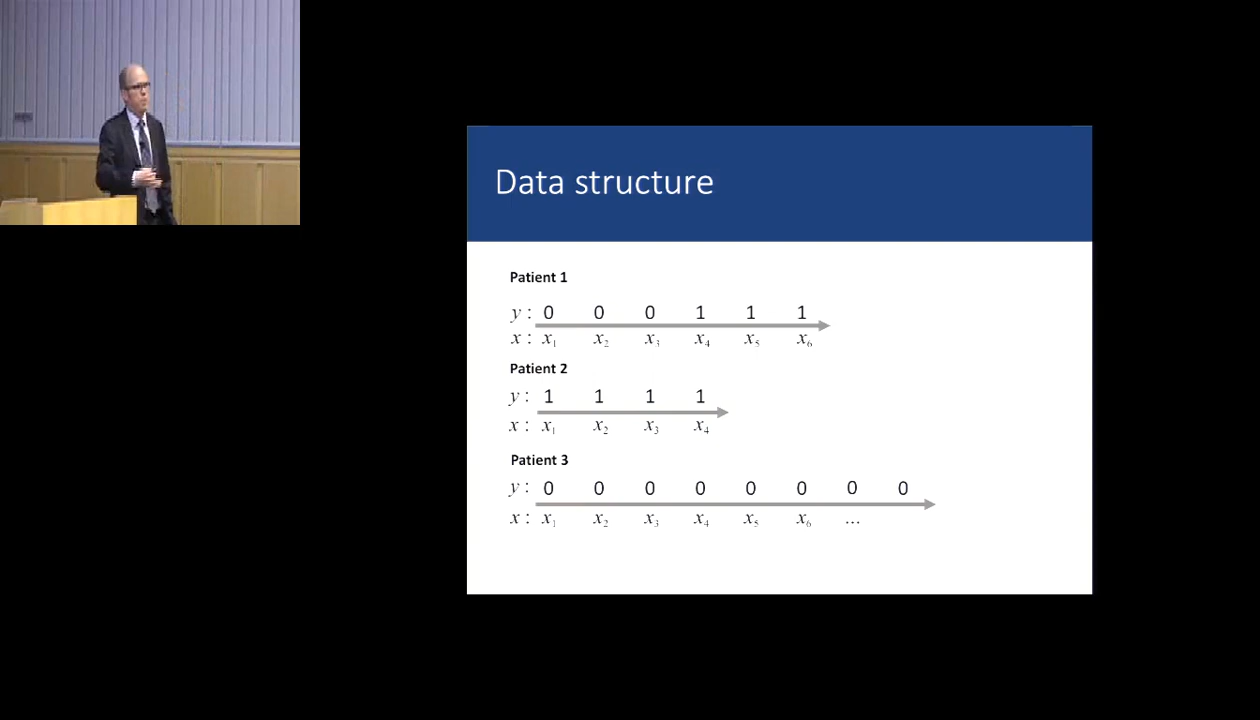 Data structure
Patient 1
y : 0 0 0 1 1 1
x : x₁ x₂ x₃ x₄ x₅ x₆
Patient 2
y : 1 1 1 1
x : x₁ x₂ x₃ x₄
Patient 3
y : 0 0 0 0 0 0 0 0
x : x₁ x₂ x₃ x₄ x₅ x₆ ...